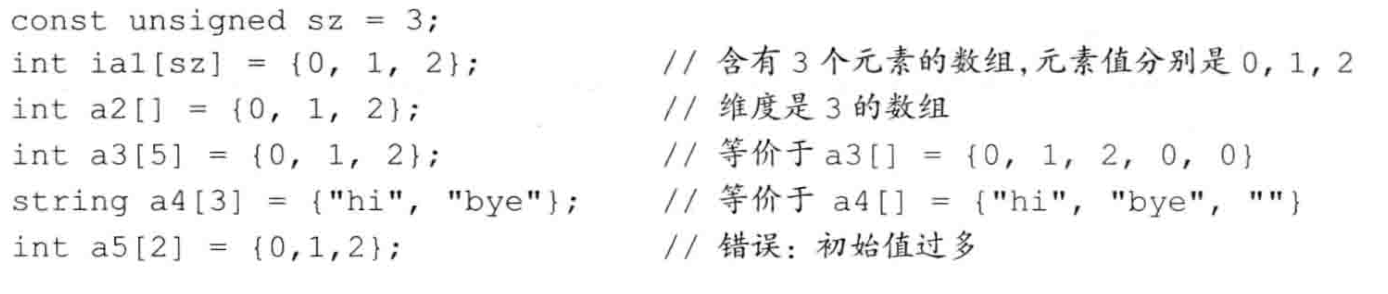 const unsigned sz = 3;
int ia1[sz] = {0, 1, 2}; // 含有 3 个元素的数组,元素值分别是 0, 1, 2
int a2[] = {0, 1, 2}; // 维度是 3 的数组
int a3[5] = {0, 1, 2}; // 等价于 a3[] = {0, 1, 2, 0, 0}
string a4[3] = {"hi", "bye"}; // 等价于 a4[] = {"hi", "bye", ""}
int a5[2] = {0,1,2}; // 错误: 初始值过多